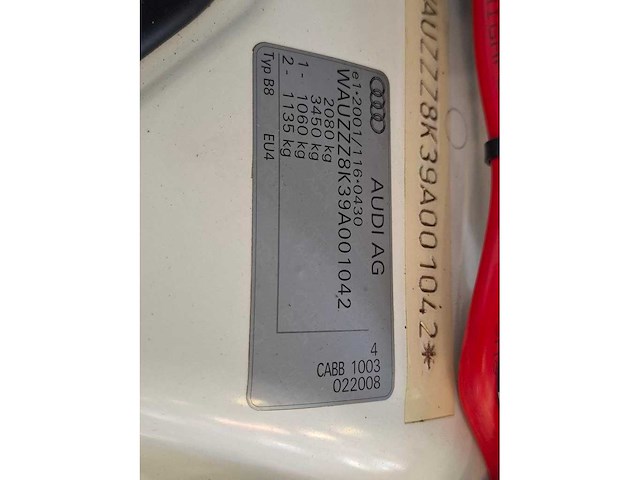 AUDI AG
e1*2001/116*0430
WAUZZZ8K39A001042
2080 kg
3450 kg
1 - 1060 kg
2 - 1135 kg
Typ B8 EU4
4
CABB 1003
022008
WAUZZZ8K39A001042*